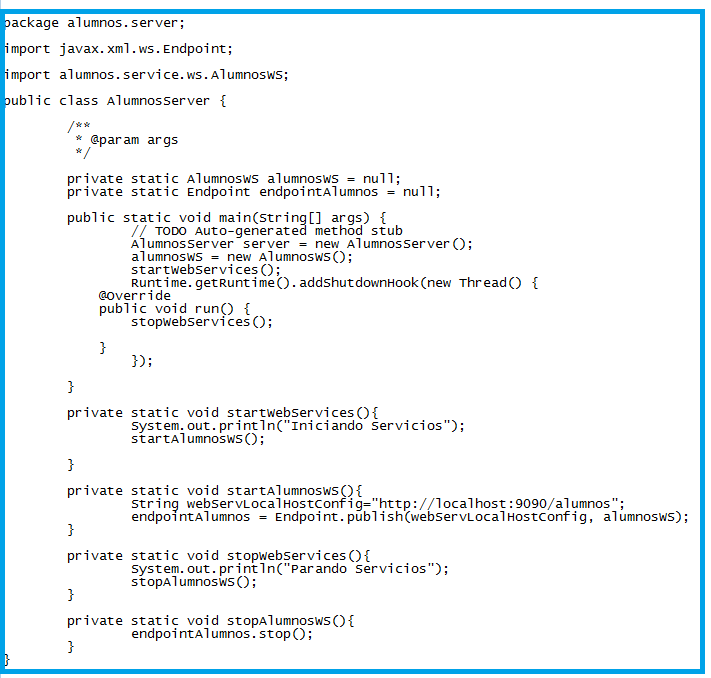 package alumnos.server;
import javax.xml.ws.Endpoint;
import alumnos.service.ws.AlumnosWS;
public class AlumnosServer {
/**
* @param args
*/
private static AlumnosWS alumnosWS = null;
private static Endpoint endpointAlumnos = null;
public static void main(String[] args) {
// TODO Auto-generated method stub
AlumnosServer server = new AlumnosServer();
alumnosWS = new AlumnosWS();
startWebServices();
Runtime.getRuntime().addShutdownHook(new Thread() {
@Override
public void run() {
stopWebServices();
}
});
}
private static void startWebServices(){
System.out.println("Iniciando Servicios");
startAlumnosWS();
}
private static void startAlumnosWS(){
String webServLocalHostConfig="http://localhost:9090/alumnos";
endpointAlumnos = Endpoint.publish(webServLocalHostConfig, alumnosWS);
}
private static void stopWebServices(){
System.out.println("Parando Servicios");
stopAlumnosWS();
}
private static void stopAlumnosWS(){
endpointAlumnos.stop();
}
}